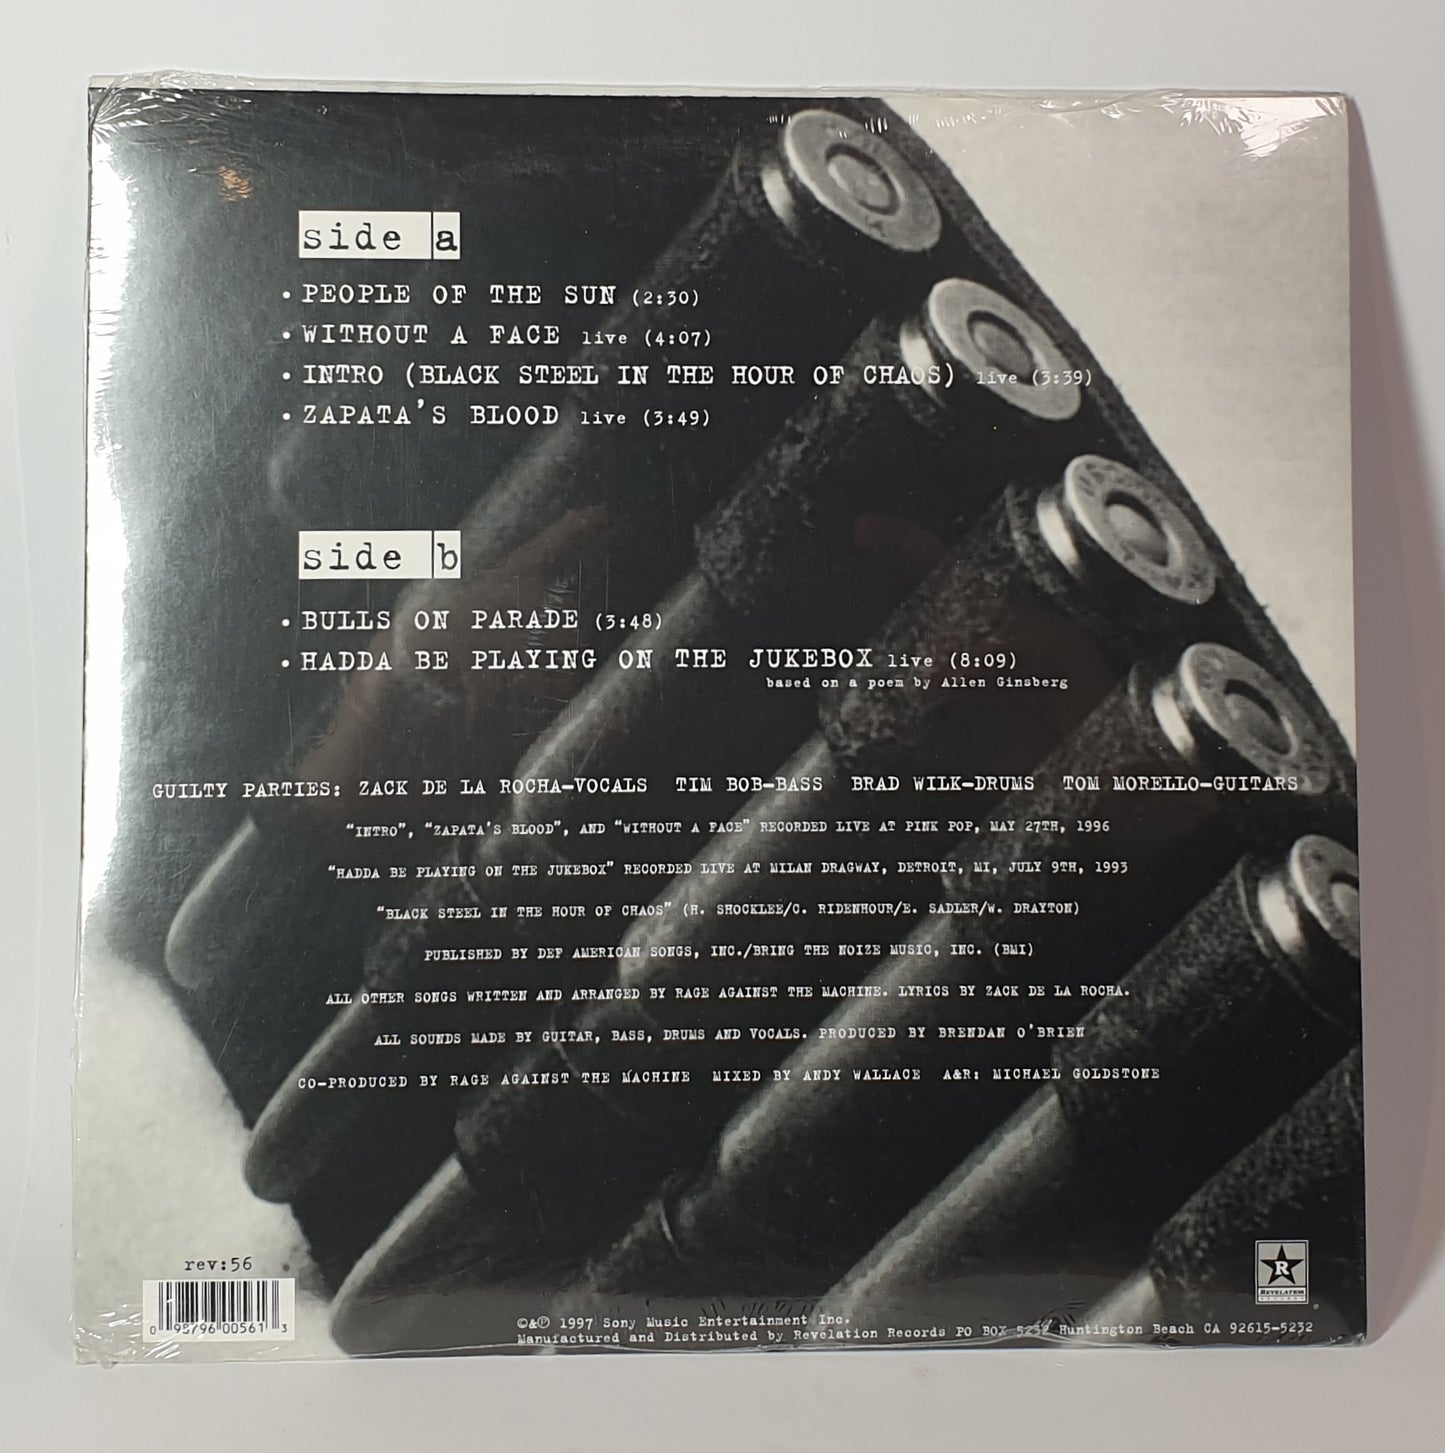 side a
• PEOPLE OF THE SUN (2:30)
• WITHOUT A FACE live (4:07)
• INTRO (BLACK STEEL IN THE HOUR OF CHAOS) live (3:39)
• ZAPATA'S BLOOD live (3:49)
side b
• BULLS ON PARADE (3:48)
• HADDA BE PLAYING ON THE JUKEBOX live (8:09)
based on a poem by Allen Ginsberg
GUILTY PARTIES: ZACK DE LA ROCHA-VOCALS TIM BOB-BASS BRAD WILK-DRUMS TOM MORELLO-GUITARS
"INTRO", "ZAPATA'S BLOOD", AND "WITHOUT A FACE" RECORDED LIVE AT PINK POP, MAY 27TH, 1996
"HADDA BE PLAYING ON THE JUKEBOX" RECORDED LIVE AT MILAN DRAGWAY, DETROIT, MI, JULY 9TH, 1993
"BLACK STEEL IN THE HOUR OF CHAOS" (H. SHOCKLEE/C. RIDENHOUR/E. SADLER/W. DRAYTON)
PUBLISHED BY DEF AMERICAN SONGS, INC./BRING THE NOIZE MUSIC, INC. (BMI)
ALL OTHER SONGS WRITTEN AND ARRANGED BY RAGE AGAINST THE MACHINE. LYRICS BY ZACK DE LA ROCHA.
ALL SOUNDS MADE BY GUITAR, BASS, DRUMS AND VOCALS. PRODUCED BY BRENDAN O'BRIEN
CO-PRODUCED BY RAGE AGAINST THE MACHINE MIXED BY ANDY WALLACE A&R: MICHAEL GOLDSTONE
rev:56
0 98796 00561 3
R
REVELATION
RECORDS
©&℗ 1997 Sony Music Entertainment Inc.
Manufactured and Distributed by Revelation Records PO BOX 5232 Huntington Beach CA 92615-5232